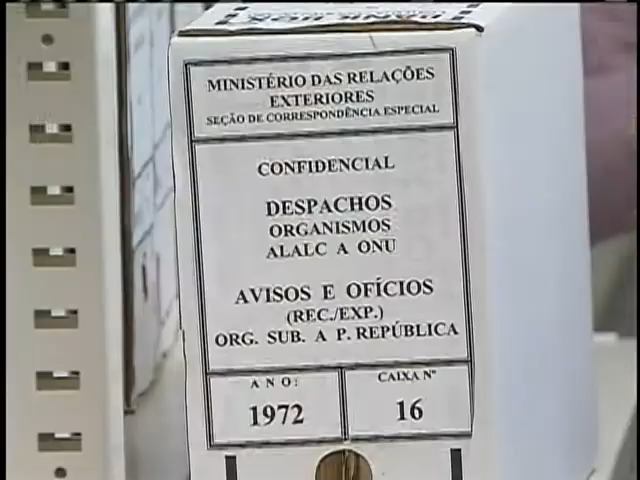 MINISTÉRIO DAS RELAÇÕES
EXTERIORES
SEÇÃO DE CORRESPONDÊNCIA ESPECIAL
CONFIDENCIAL
DESPACHOS
ORGANISMOS
ALALC A ONU
AVISOS E OFÍCIOS
(REC./EXP.)
ORG. SUB. A P. REPÚBLICA
ANO:
1972
CAIXA Nº
16